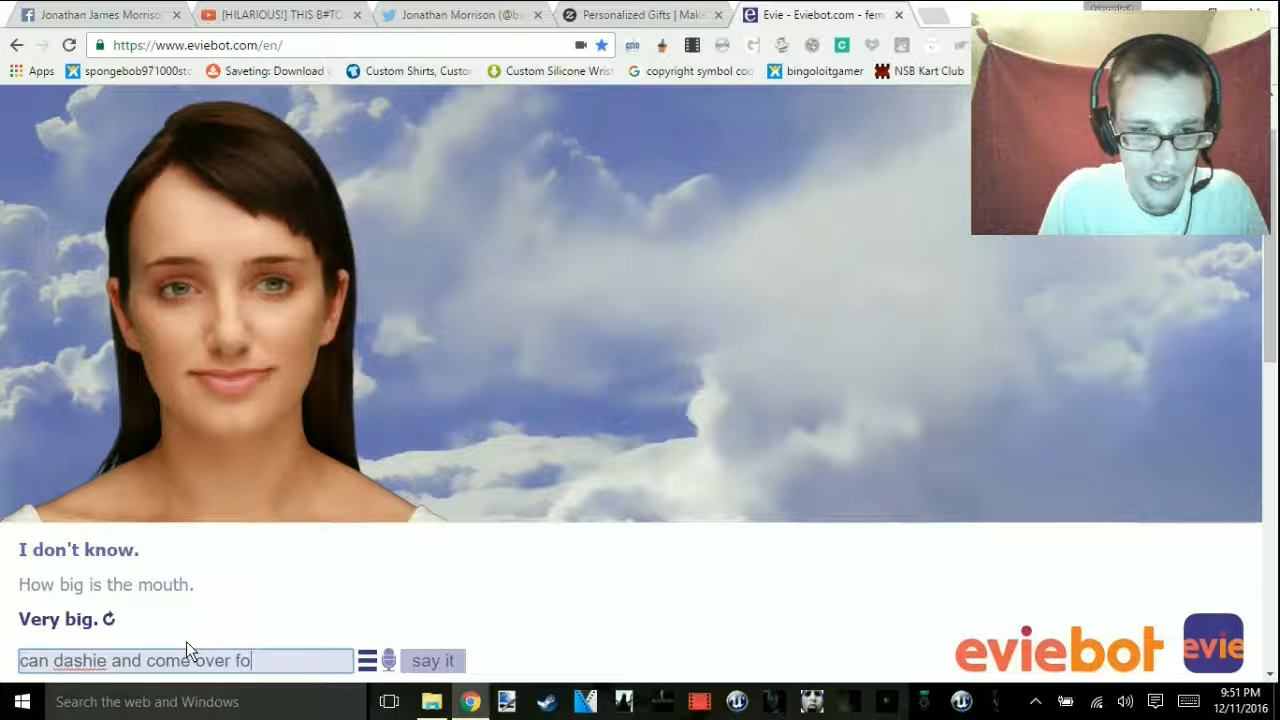 Jonathan James Morriso
[HILARIOUS!] THIS B#TC
Jonathan Morrison (@b
Personalized Gifts | Mak
Evie - Eviebot.com - fem
https://www.eviebot.com/en/
Apps
spongebob9710008
Saveting: Download
Custom Shirts, Custo
Custom Silicone Wrist
copyright symbol cop
bingoloitgamer
NSB Kart Club
I don't know.
How big is the mouth.
Very big.
can dashie and come over fo
say it
eviebot
evie
Search the web and Windows
9:51 PM
12/11/2016